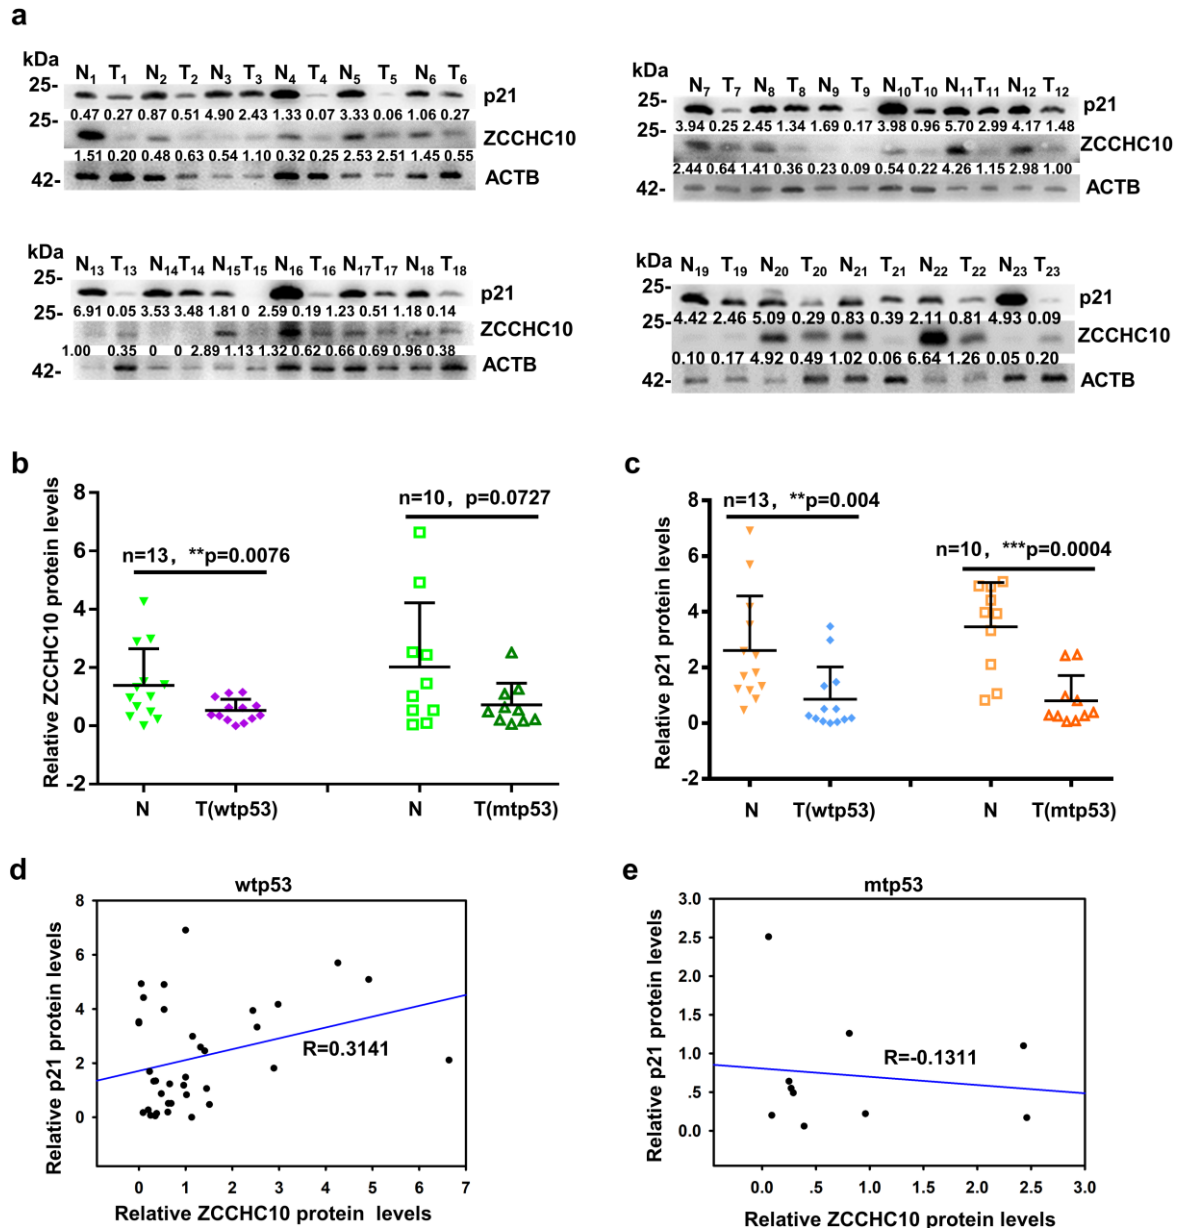 a
kDa
N1 T1 N2 T2 N3 T3 N4 T4 N5 T5 N6 T6
25-
p21
0.47 0.27 0.87 0.51 4.90 2.43 1.33 0.07 3.33 0.06 1.06 0.27
25-
ZCCHC10
1.51 0.20 0.48 0.63 0.54 1.10 0.32 0.25 2.53 2.51 1.45 0.55
42-
ACTB
kDa
N7 T7 N8 T8 N9 T9 N10 T10 N11 T11 N12 T12
25-
p21
3.94 0.25 2.45 1.34 1.69 0.17 3.98 0.96 5.70 2.99 4.17 1.48
25-
ZCCHC10
2.44 0.64 1.41 0.36 0.23 0.09 0.54 0.22 4.26 1.15 2.98 1.00
42-
ACTB
kDa
N13 T13 N14 T14 N15 T15 N16 T16 N17 T17 N18 T18
25-
p21
6.91 0.05 3.53 3.48 1.81 0 2.59 0.19 1.23 0.51 1.18 0.14
25-
ZCCHC10
1.00 0.35 0 0 2.89 1.13 1.32 0.62 0.66 0.69 0.96 0.38
42-
ACTB
kDa
N19 T19 N20 T20 N21 T21 N22 T22 N23 T23
25-
p21
4.42 2.46 5.09 0.29 0.83 0.39 2.11 0.81 4.93 0.09
25-
ZCCHC10
0.10 0.17 4.92 0.49 1.02 0.06 6.64 1.26 0.05 0.20
42-
ACTB
b
Relative ZCCHC10 protein levels
8
6
4
2
0
-2
n=13, **p=0.0076
n=10, p=0.0727
N T(wtp53) N T(mtp53)
c
Relative p21 protein levels
8
6
4
2
0
-2
n=13, **p=0.004
n=10, ***p=0.0004
N T(wtp53) N T(mtp53)
d
wtp53
Relative p21 protein levels
8
6
4
2
0
R=0.3141
0 1 2 3 4 5 6 7
Relative ZCCHC10 protein levels
e
mtp53
Relative p21 protein levels
3.0
2.5
2.0
1.5
1.0
.5
0.0
R=-0.1311
0.0 .5 1.0 1.5 2.0 2.5 3.0
Relative ZCCHC10 protein levels